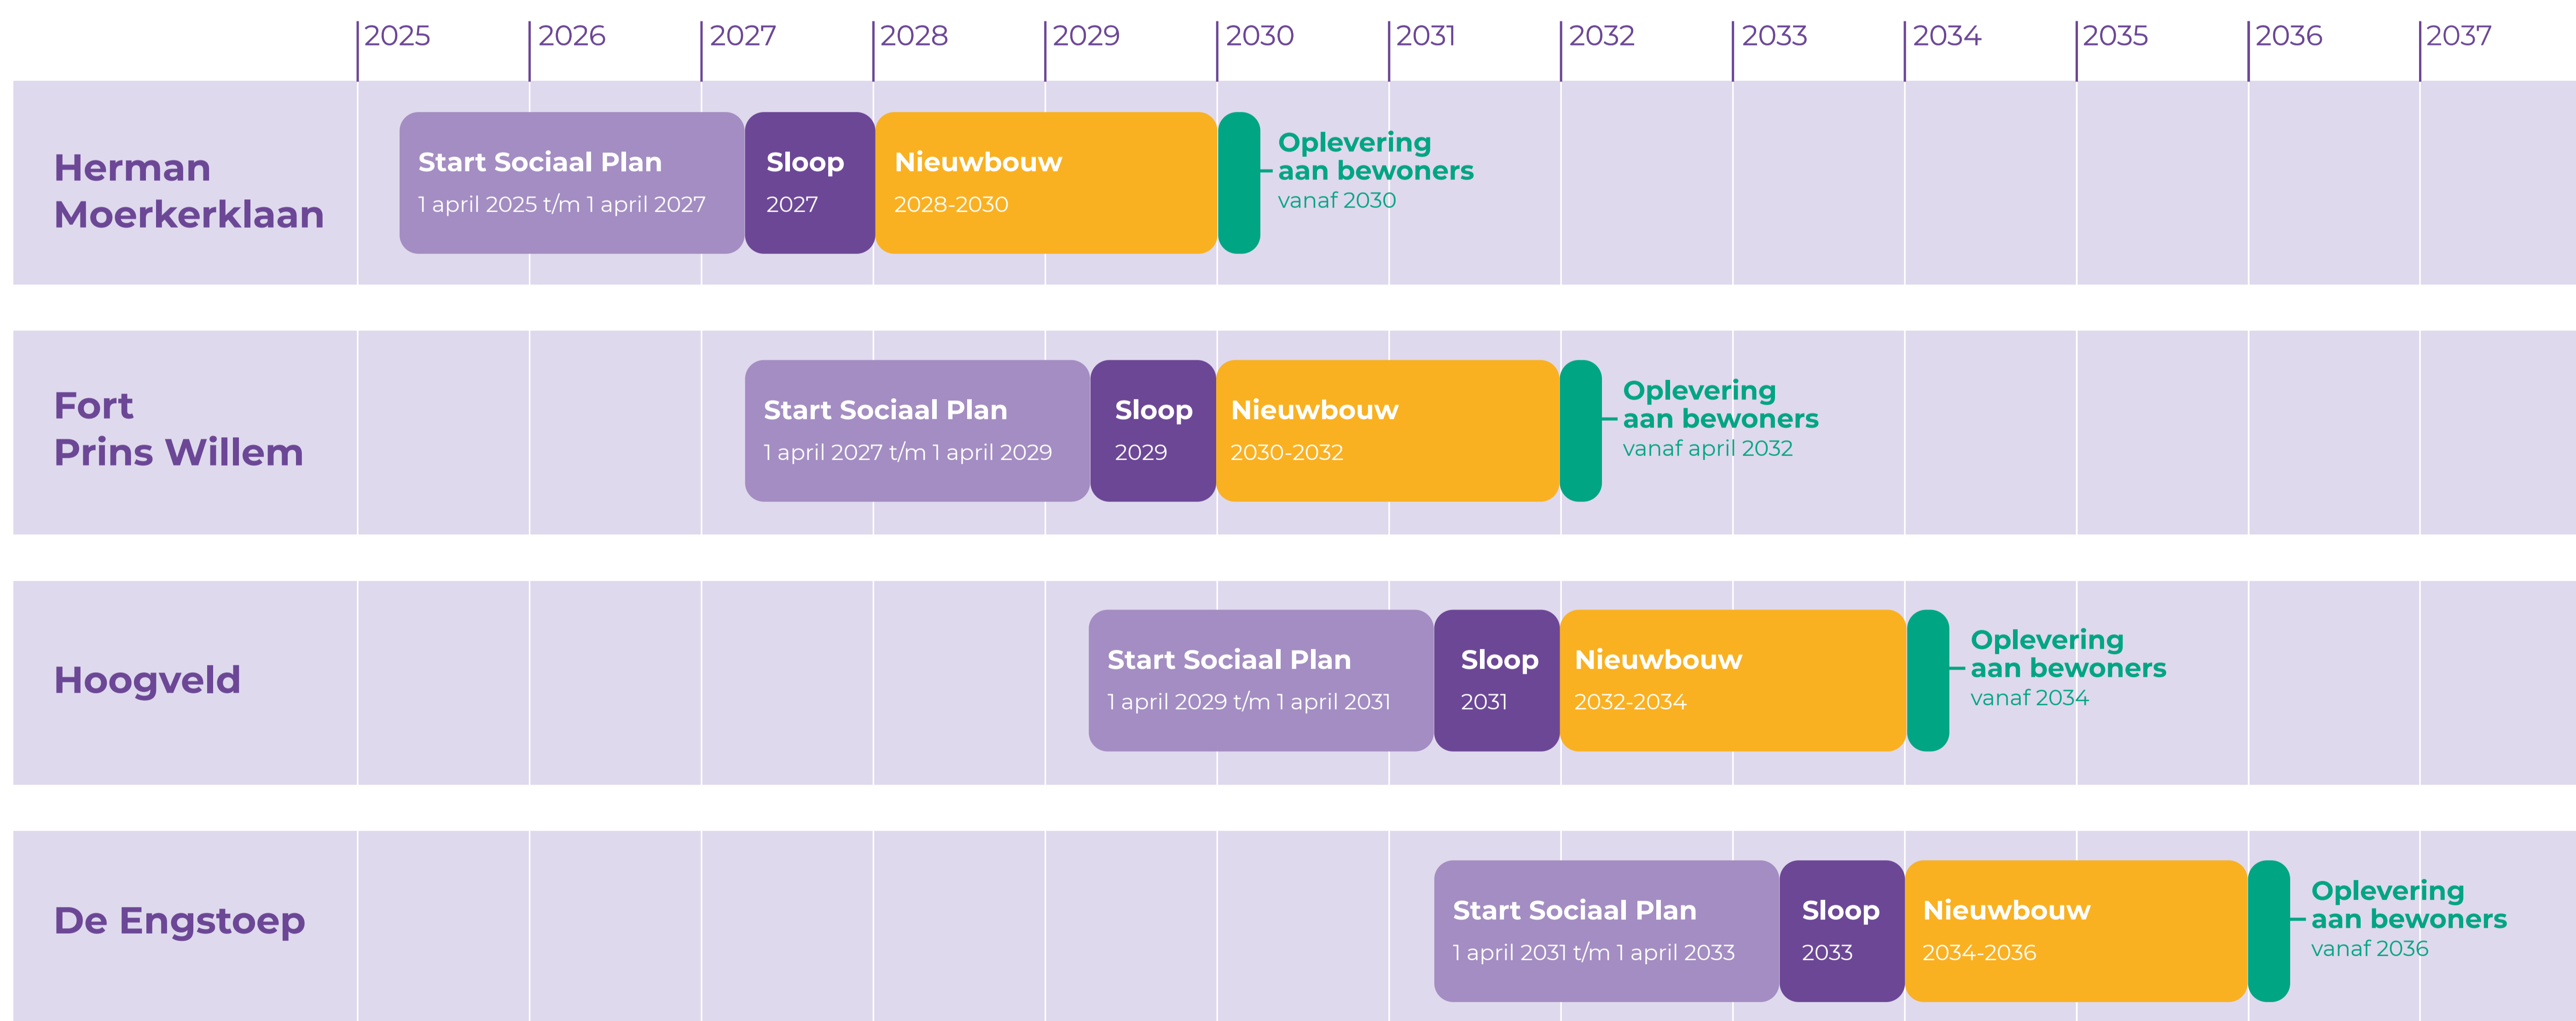 2025 2026 2027 2028 2029 2030 2031 2032 2033 2034 2035 2036 2037
Herman
Moerkerklaan
Start Sociaal Plan
1 april 2025 t/m 1 april 2027
Sloop
2027
Nieuwbouw
2028-2030
Oplevering
aan bewoners
vanaf 2030
Fort
Prins Willem
Start Sociaal Plan
1 april 2027 t/m 1 april 2029
Sloop
2029
Nieuwbouw
2030-2032
Oplevering
aan bewoners
vanaf april 2032
Hoogveld
Start Sociaal Plan
1 april 2029 t/m 1 april 2031
Sloop
2031
Nieuwbouw
2032-2034
Oplevering
aan bewoners
vanaf 2034
De Engstoep
Start Sociaal Plan
1 april 2031 t/m 1 april 2033
Sloop
2033
Nieuwbouw
2034-2036
Oplevering
aan bewoners
vanaf 2036